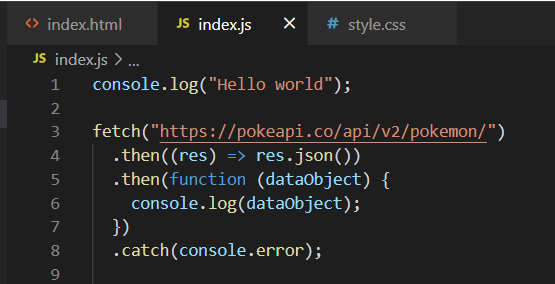 <> index.html JS index.js × # style.css
JS index.js > ...
1 console.log("Hello world");
2
3 fetch("https://pokeapi.co/api/v2/pokemon/")
4 .then((res) => res.json())
5 .then(function (dataObject) {
6 console.log(dataObject);
7 })
8 .catch(console.error);
9